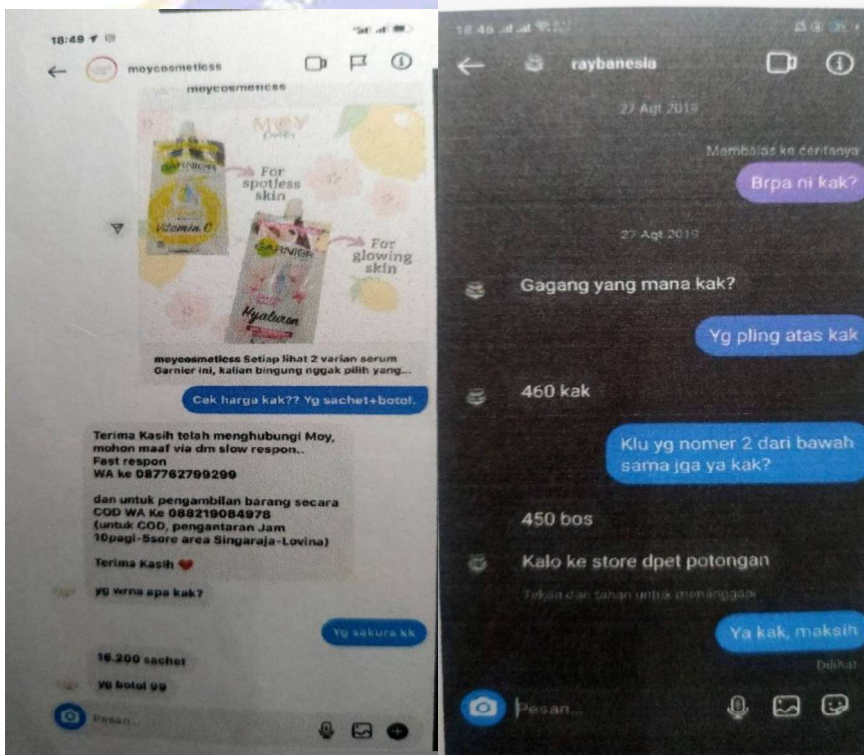 18:49
moycosmeticss
moycosmeticss
MOY
GARNIER
For
spotless
skin
Vitamin C
GARNIER
For
glowing
skin
Hyaluron
moycosmeticss Setiap lihat 2 varian serum
Garnier ini, kalian bingung nggak pilih yang...
Cek harga kak?? Yg sachet+botol.
Terima Kasih telah menghubungi Moy,
mohon maaf via dm slow respon..
Fast respon
WA ke 087762799299
dan untuk pengambilan barang secara
COD WA Ke 088219084978
(untuk COD, pengantaran Jam
10pagi-5sore area Singaraja-Lovina)
Terima Kasih ❤
yg wrna apa kak?
Yg sakura kk
16.200 sachet
yg botol 99
Pesan...
18.46
raybanesia
27 Agt 2019
Membalas ke ceritanya
Brpa ni kak?
27 Agt 2019
Gagang yang mana kak?
Yg pling atas kak
460 kak
Klu yg nomer 2 dari bawah
sama jga ya kak?
450 bos
Kalo ke store dpet potongan
Tekan dan tahan untuk menanggapi
Ya kak, maksih
Dilihat
Pesan...